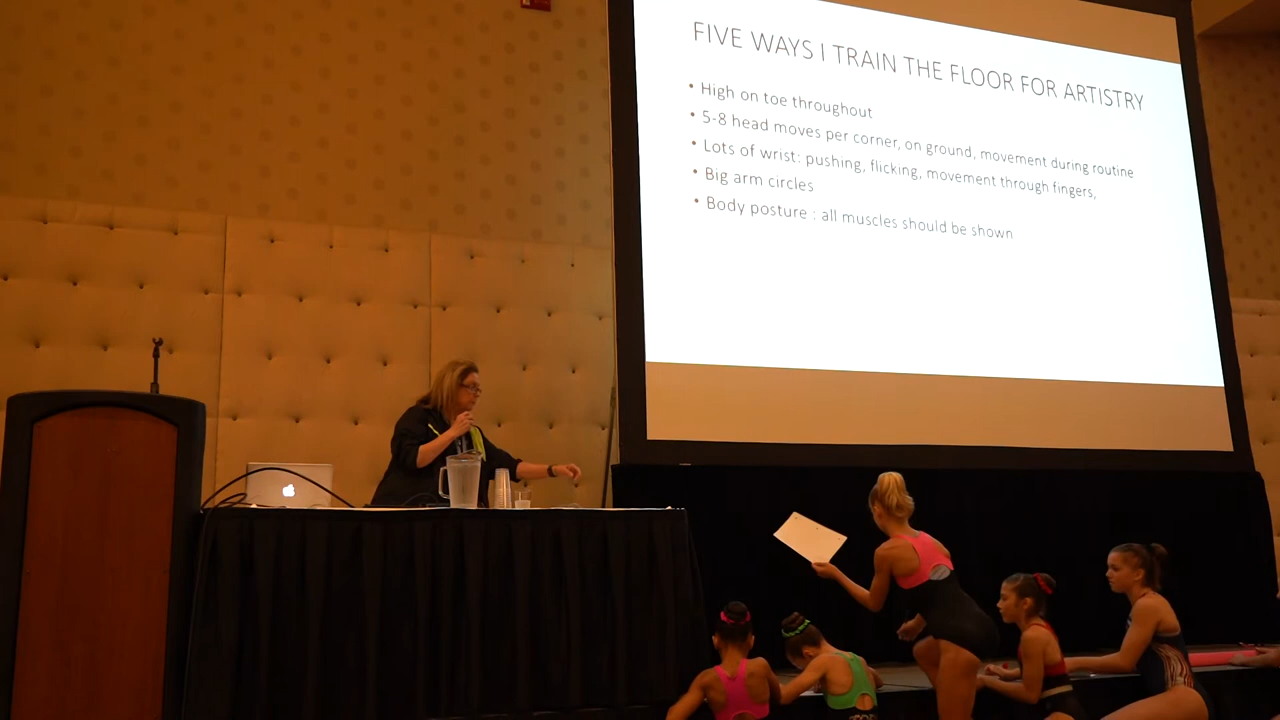 FIVE WAYS I TRAIN THE FLOOR FOR ARTISTRY
• High on toe throughout
• 5-8 head moves per corner, on ground, movement during routine
• Lots of wrist: pushing, flicking, movement through fingers,
• Big arm circles
• Body posture : all muscles should be shown